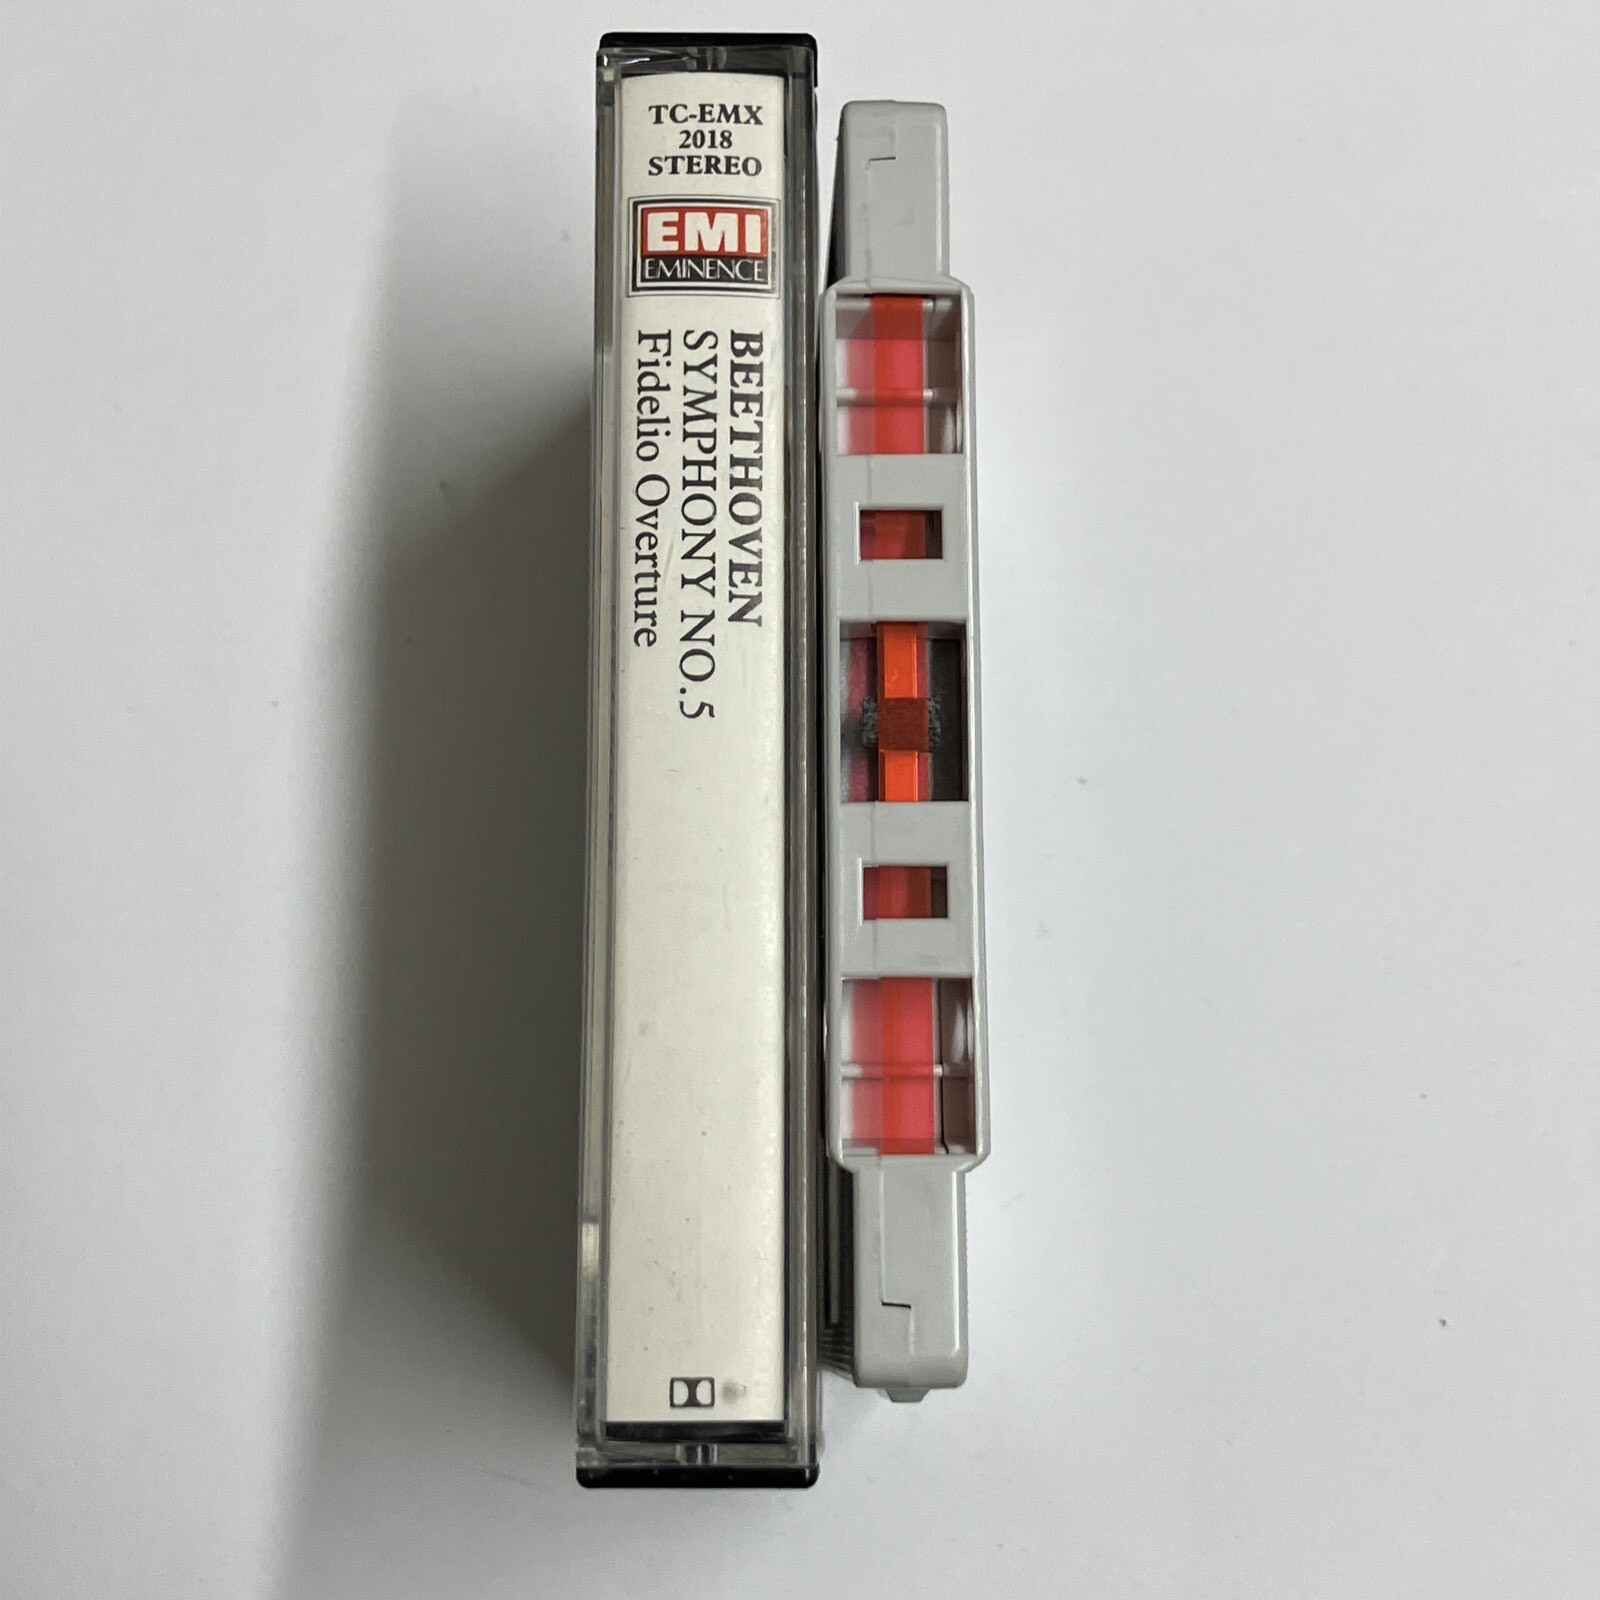 TC-EMX
2018
STEREO
EMI
EMINENCE
BEETHOVEN
SYMPHONY NO.5
Fidelio Overture